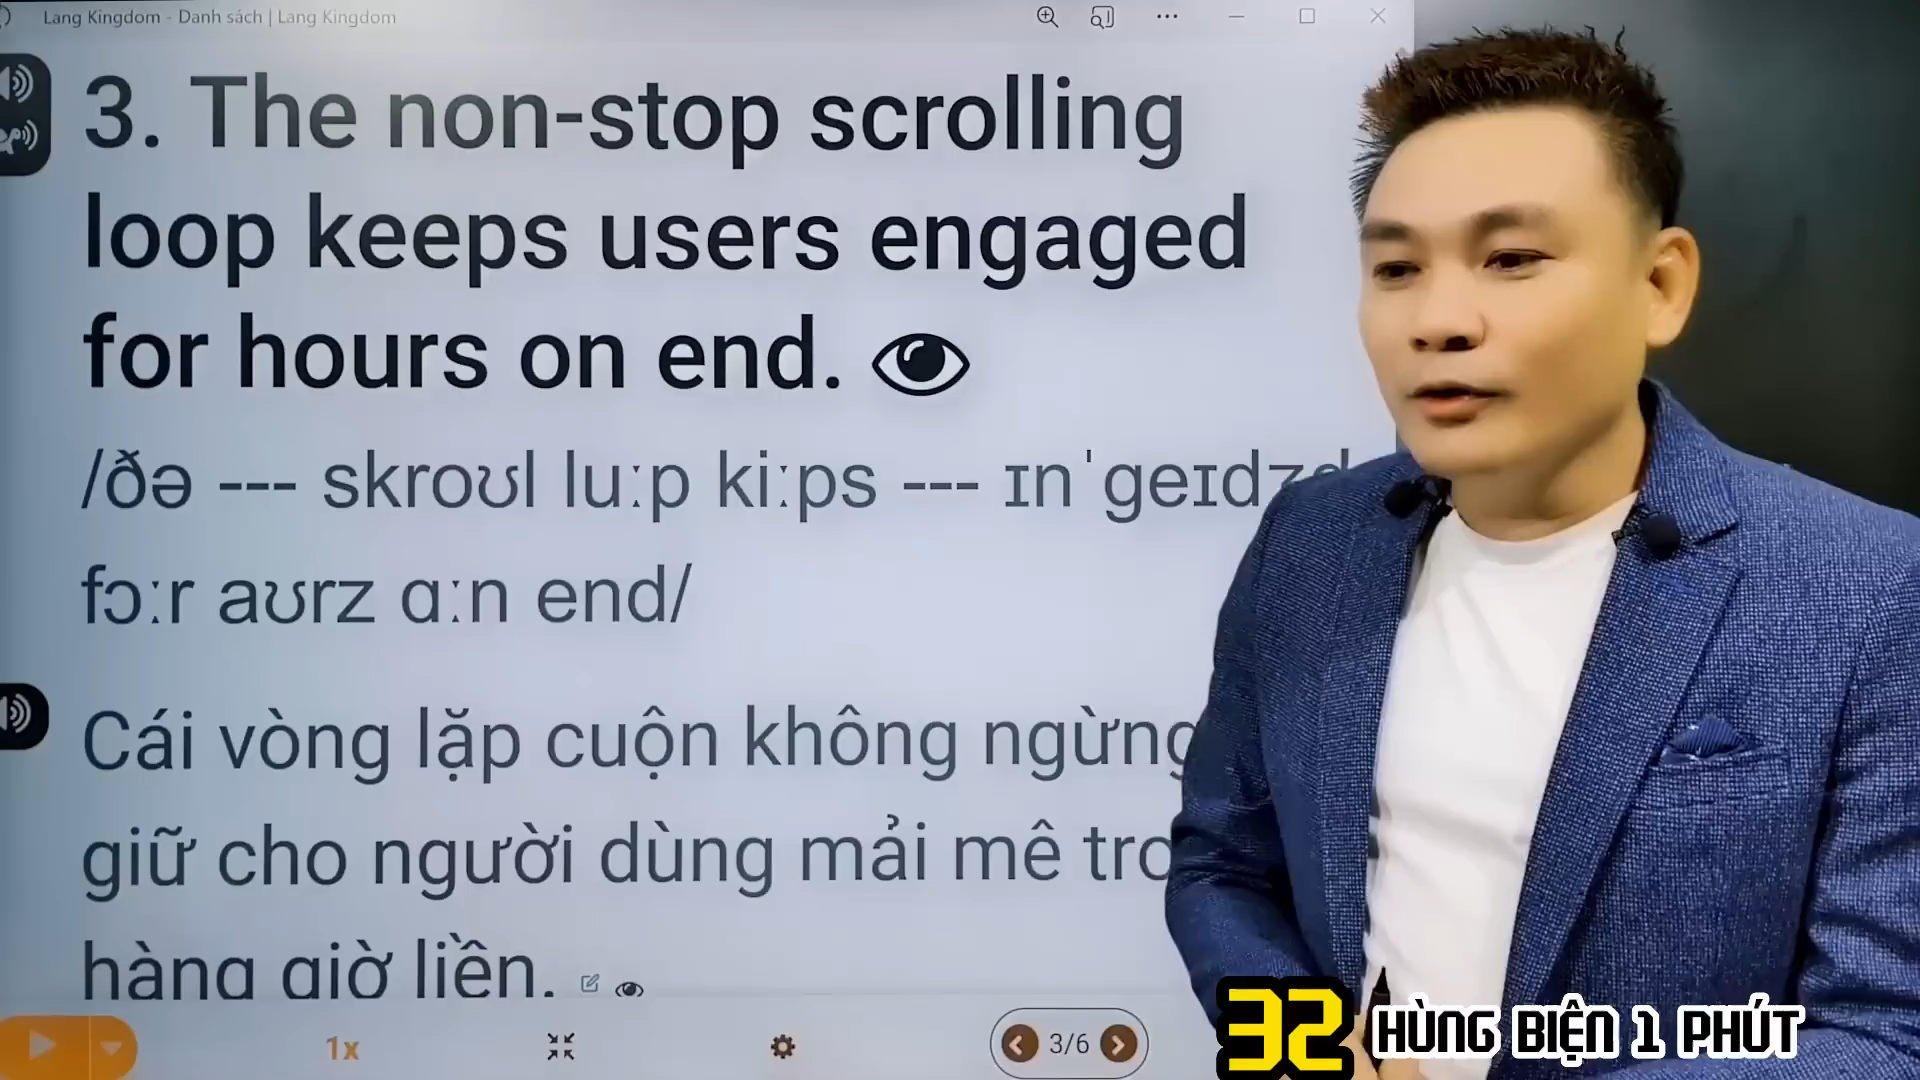 Lang Kingdom - Danh sách | Lang Kingdom
3. The non-stop scrolling
loop keeps users engaged
for hours on end.
/ðə --- skroʊl luːp kiːps --- ɪnˈɡeɪdʒd
fɔːr aʊrz ɑːn end/
Cái vòng lặp cuộn không ngừng
giữ cho người dùng mải mê
hàng giờ liền.
1x
3/6
32 HÙNG BIỆN 1 PHÚT